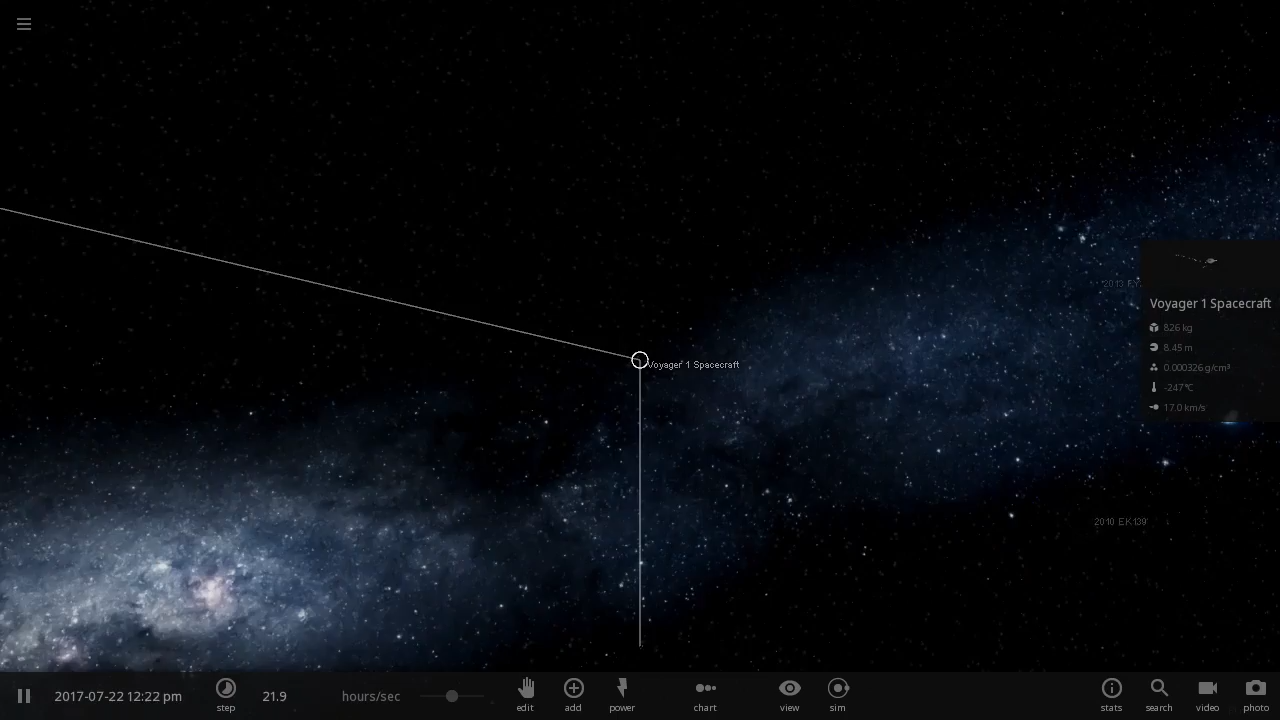 2013 FY
Voyager 1 Spacecraft
826 kg
8.45 m
Voyager 1 Spacecraft
0.000326 g/cm³
-247°C
17.0 km/s
2010 EK139
2017-07-22 12:22 pm
step
21.9
hours/sec
edit
add
power
chart
view
sim
stats
search
video
photo